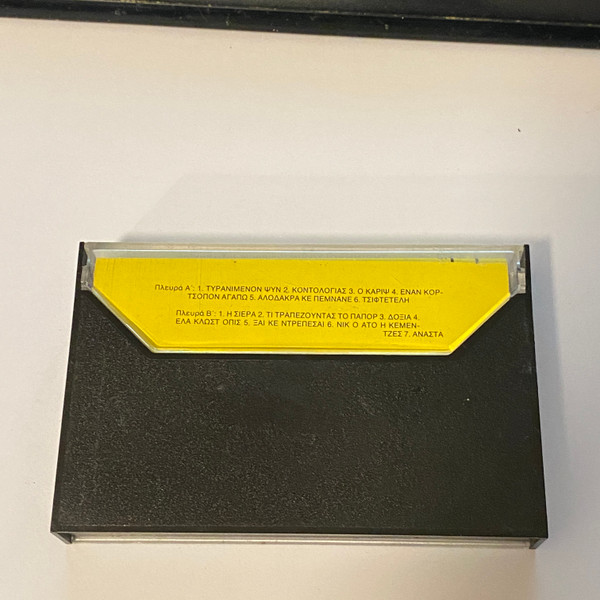 Πλευρά Α΄: 1. ΤΥΡΑΝΙΜΕΝΟΝ ΨΥΝ 2. ΚΟΝΤΟΛΟΓΙΑΣ 3. Ο ΚΑΡΙΨ 4. ΕΝΑΝ ΚΟΡ-
ΤΣΟΠΟΝ ΑΓΑΠΩ 5. ΑΛΟΔΑΚΡΑ ΚΕ ΠΕΜΝΑΝΕ 6. ΤΣΙΦΤΕΤΕΛΗ
Πλευρά Β΄: 1. Η ΣΙΕΡΑ 2. ΤΙ ΤΡΑΠΕΖΟΥΝΤΑΣ ΤΟ ΠΑΠΟΡ 3. ΔΟΞΙΑ 4.
ΕΛΑ ΚΛΩΣΤ ΟΠΙΣ 5. ΞΑΙ ΚΕ ΝΤΡΕΠΕΣΑΙ 6. ΝΙΚ Ο ΑΤΟ Η ΚΕΜΕΝ-
ΤΖΕΣ 7. ΑΝΑΣΤΑ